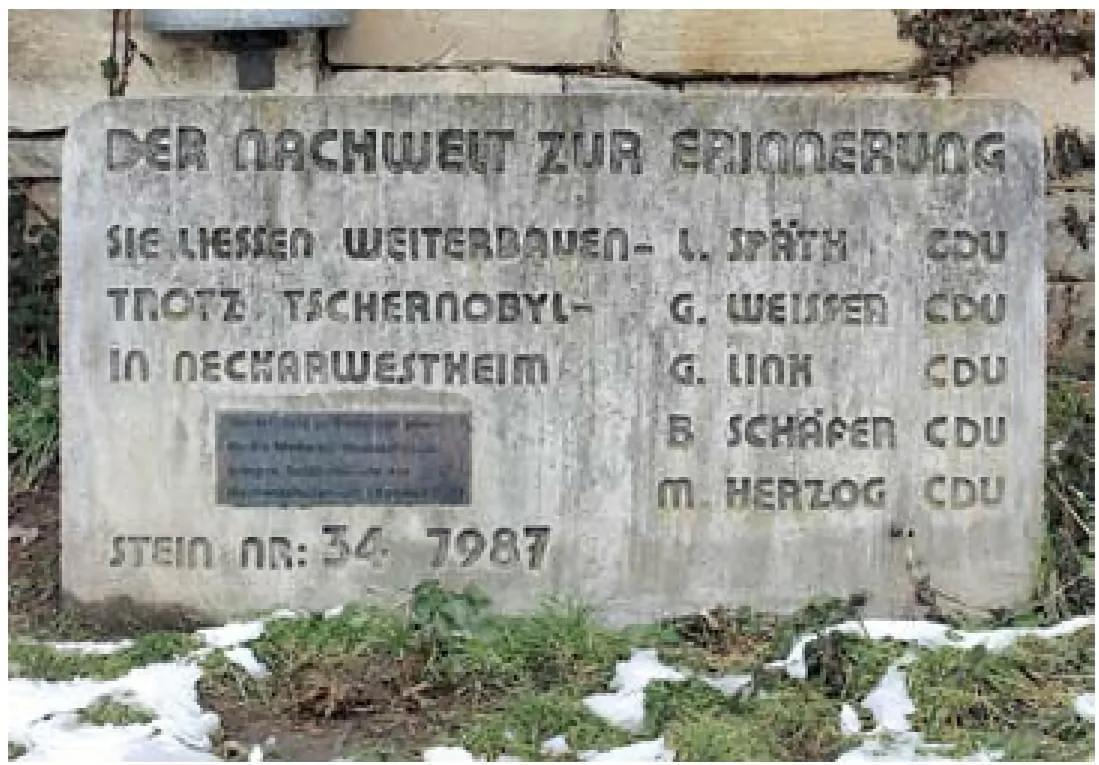 DER NACHWELT ZUR ERINNERUNG
SIE LIESSEN WEITERBAUEN- L. SPÄTH CDU
TROTZ TSCHERNOBYL- G. WEISSER CDU
IN NECKARWESTHEIM G. LINK CDU
B SCHÄFER CDU
M. HERZOG CDU
STEIN NR: 34 1987